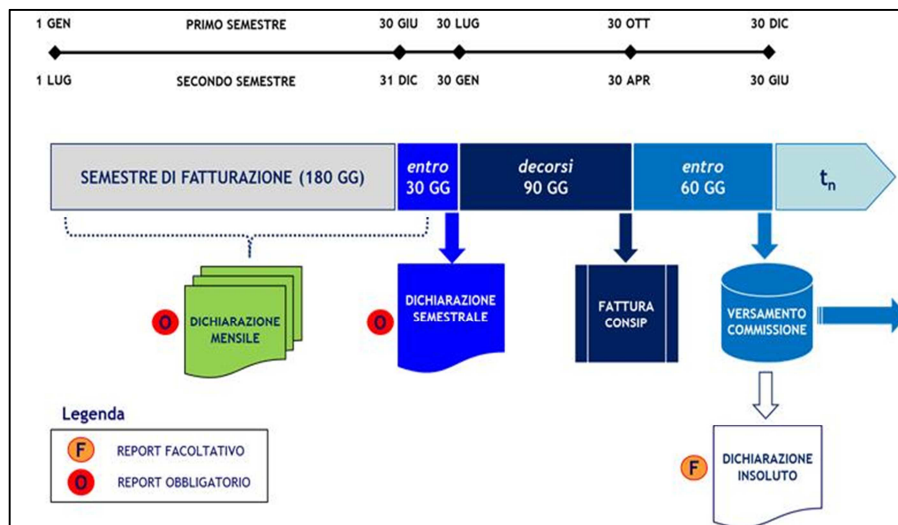 1 GEN PRIMO SEMESTRE 30 GIU 30 LUG 30 OTT 30 DIC
1 LUG SECONDO SEMESTRE 31 DIC 30 GEN 30 APR 30 GIU
SEMESTRE DI FATTURAZIONE (180 GG)
entro
30 GG
decorsi
90 GG
entro
60 GG
tn
O
DICHIARAZIONE
MENSILE
O
DICHIARAZIONE
SEMESTRALE
FATTURA
CONSIP
VERSAMENTO
COMMISSIONE
Legenda
F REPORT FACOLTATIVO
O REPORT OBBLIGATORIO
F
DICHIARAZIONE
INSOLUTO